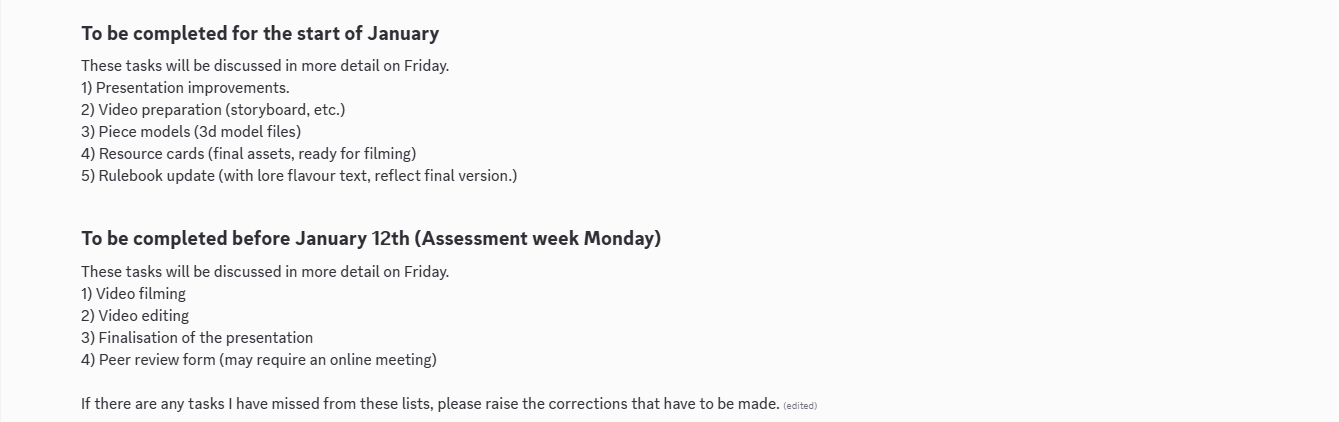 To be completed for the start of January
These tasks will be discussed in more detail on Friday.
1) Presentation improvements.
2) Video preparation (storyboard, etc.)
3) Piece models (3d model files)
4) Resource cards (final assets, ready for filming)
5) Rulebook update (with lore flavour text, reflect final version.)
To be completed before January 12th (Assessment week Monday)
These tasks will be discussed in more detail on Friday.
1) Video filming
2) Video editing
3) Finalisation of the presentation
4) Peer review form (may require an online meeting)
If there are any tasks I have missed from these lists, please raise the corrections that have to be made. (edited)